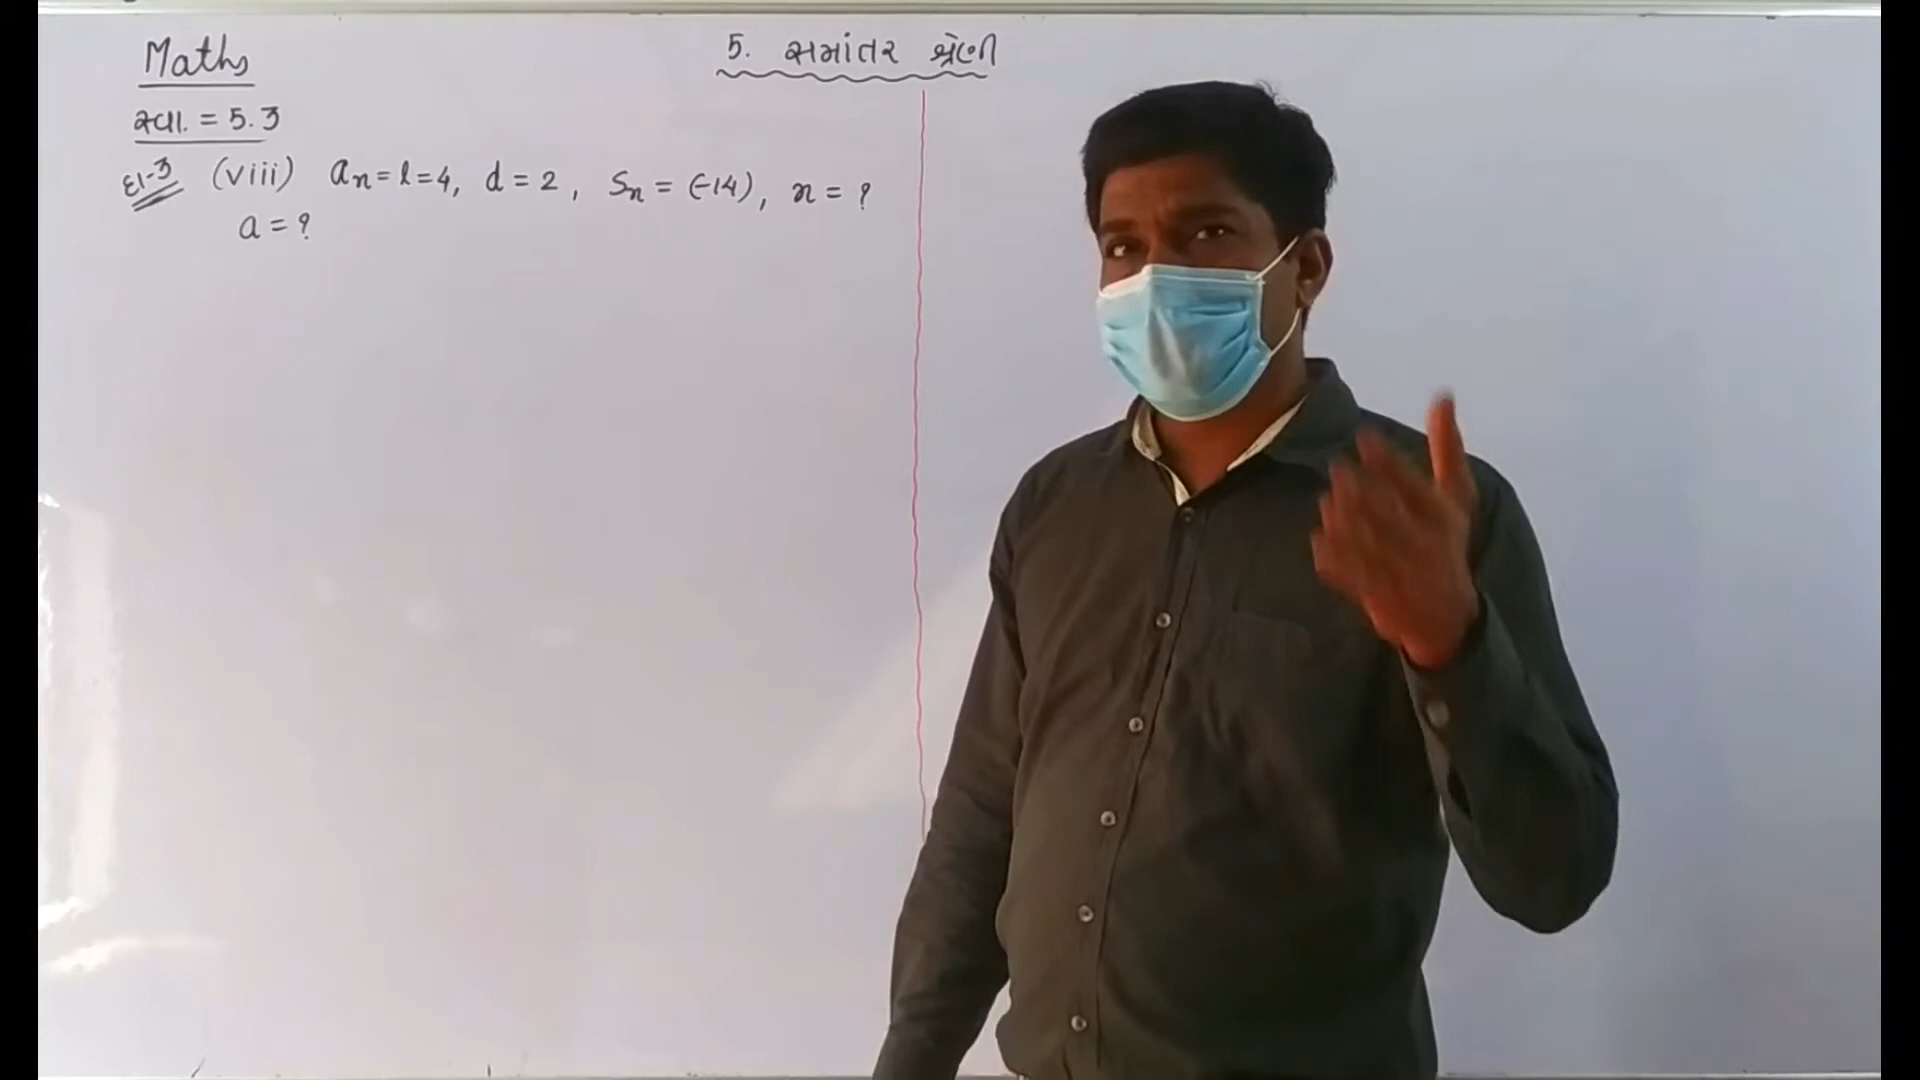 Maths
5. સમાંતર શ્રેણી
સ્વા. = 5.3
દા-3 (viii) an = l = 4, d = 2, Sn = (-14), n = ?
a = ?